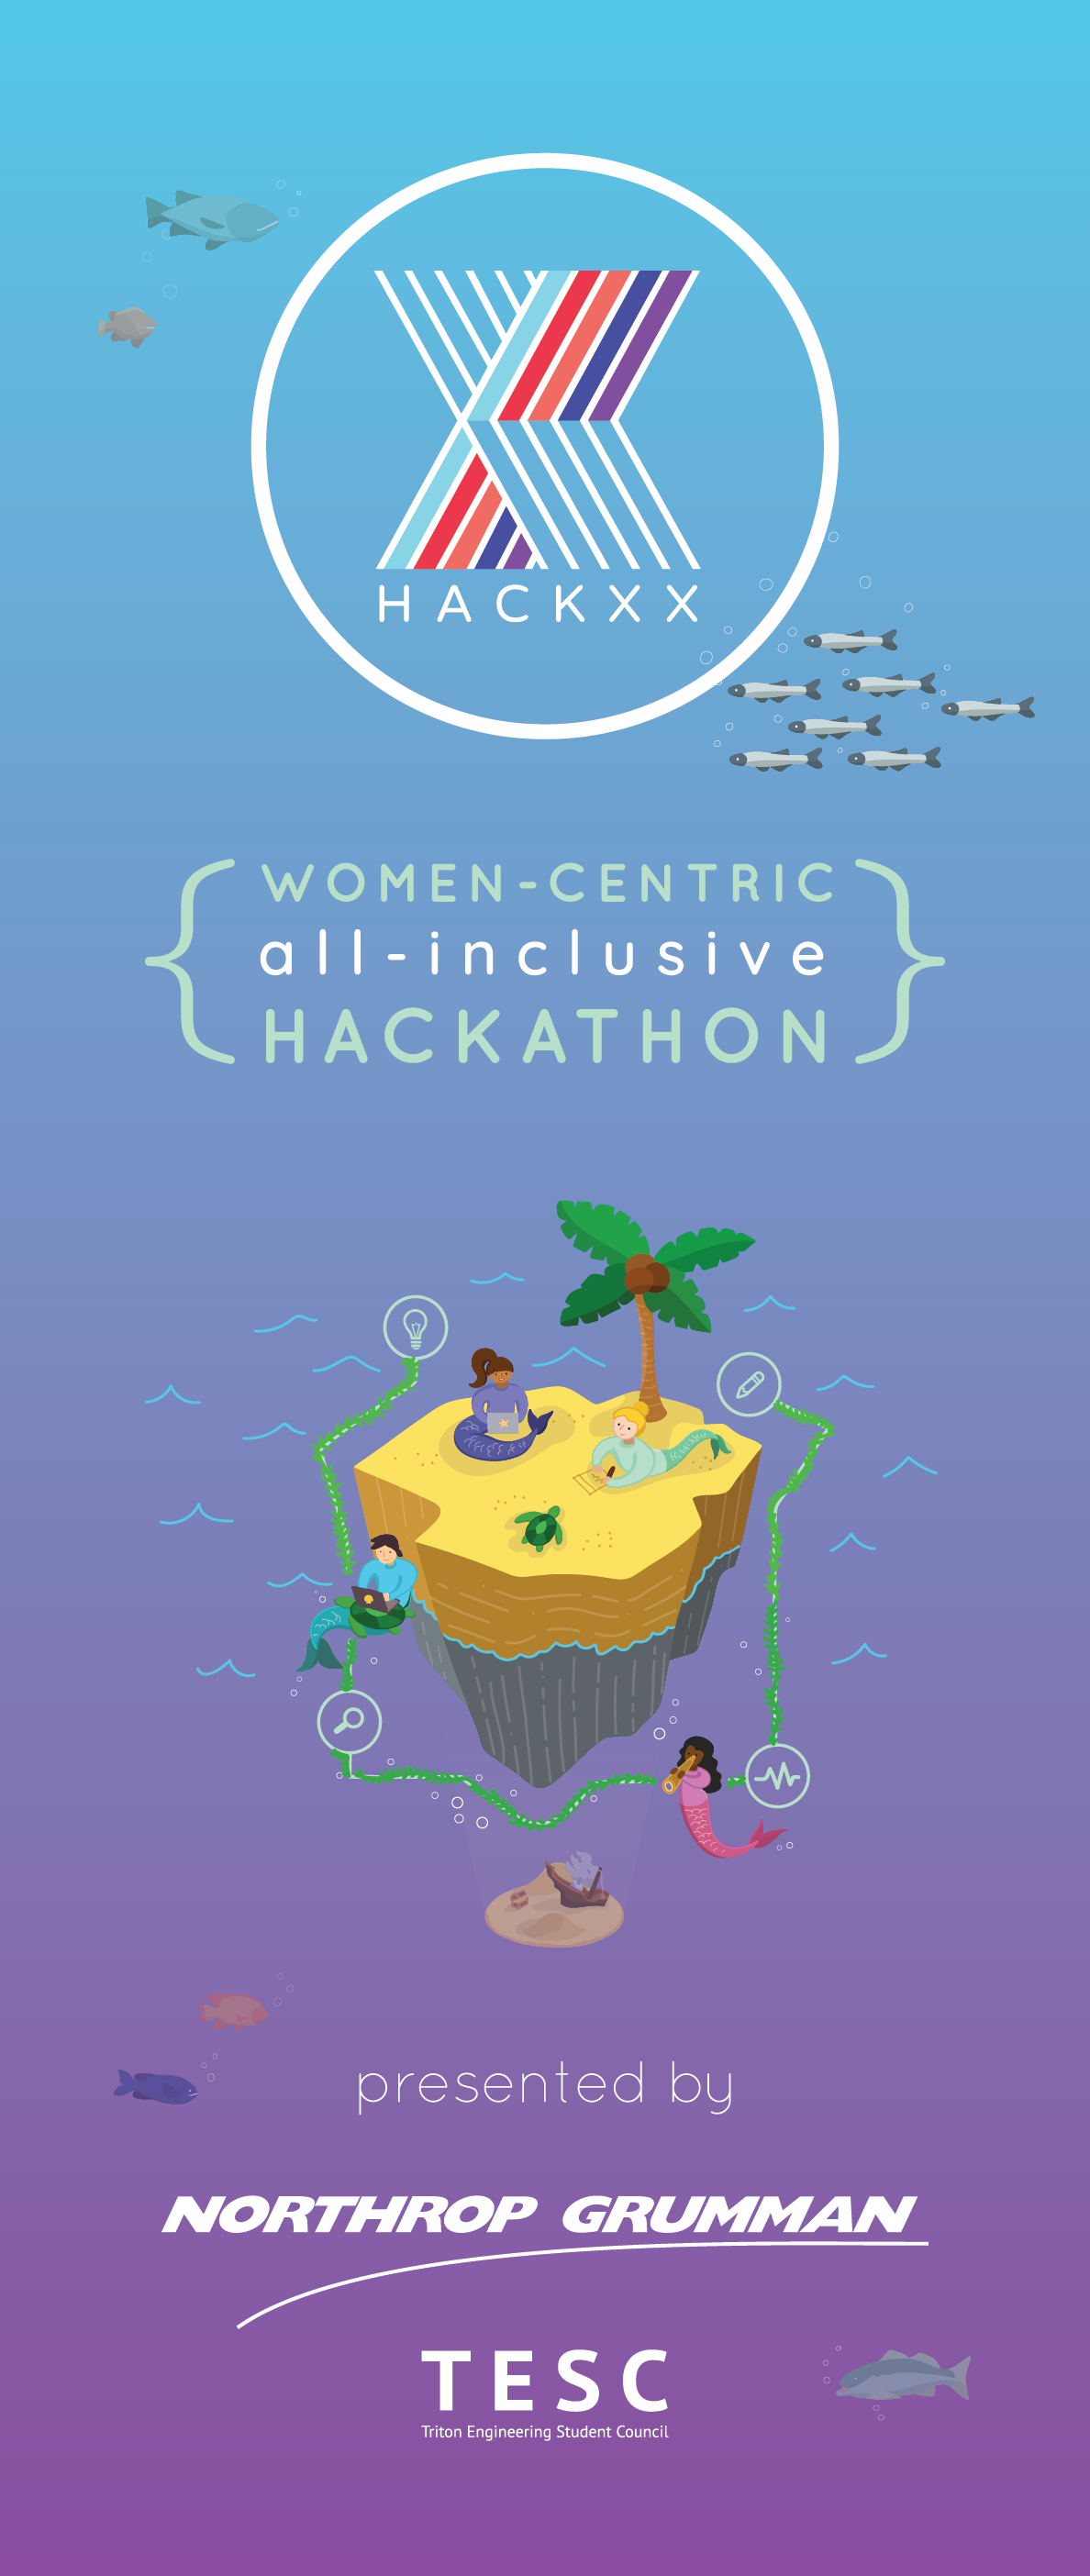 HACKXX
WOMEN-CENTRIC
all-inclusive
HACKATHON
presented by
NORTHROP GRUMMAN
TESC
Triton Engineering Student Council